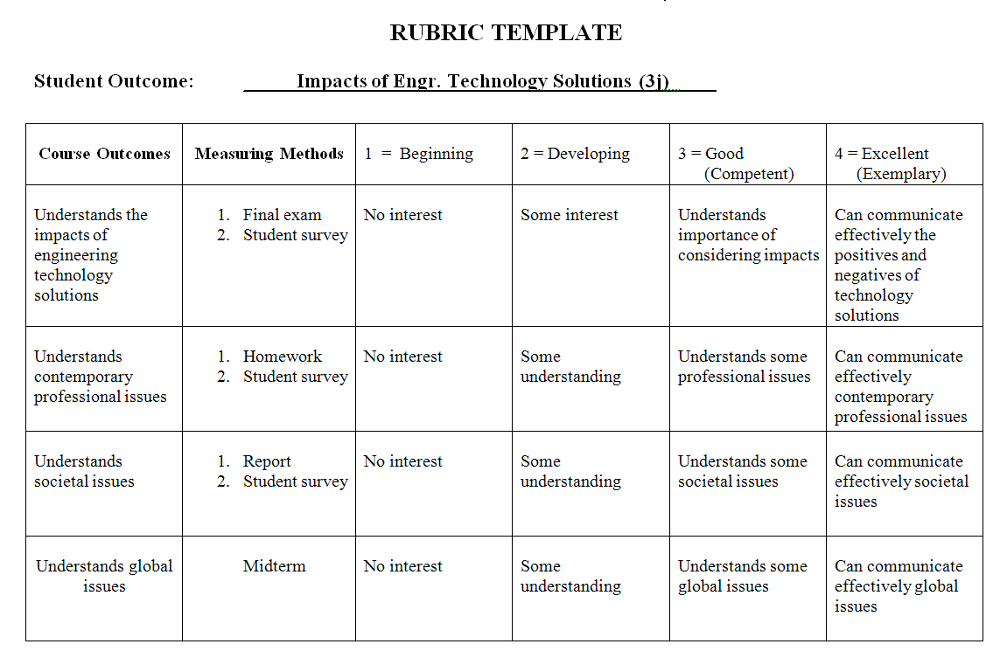 RUBRIC TEMPLATE
Student Outcome: Impacts of Engr. Technology Solutions (3j)
Course Outcomes
Measuring Methods
1 = Beginning
2 = Developing
3 = Good
(Competent)
4 = Excellent
(Exemplary)
Understands the
impacts of
engineering
technology
solutions
1. Final exam
2. Student survey
No interest
Some interest
Understands
importance of
considering impacts
Can communicate
effectively the
positives and
negatives of
technology
solutions
Understands
contemporary
professional issues
1. Homework
2. Student survey
No interest
Some
understanding
Understands some
professional issues
Can communicate
effectively
contemporary
professional issues
Understands
societal issues
1. Report
2. Student survey
No interest
Some
understanding
Understands some
societal issues
Can communicate
effectively societal
issues
Understands global
issues
Midterm
No interest
Some
understanding
Understands some
global issues
Can communicate
effectively global
issues